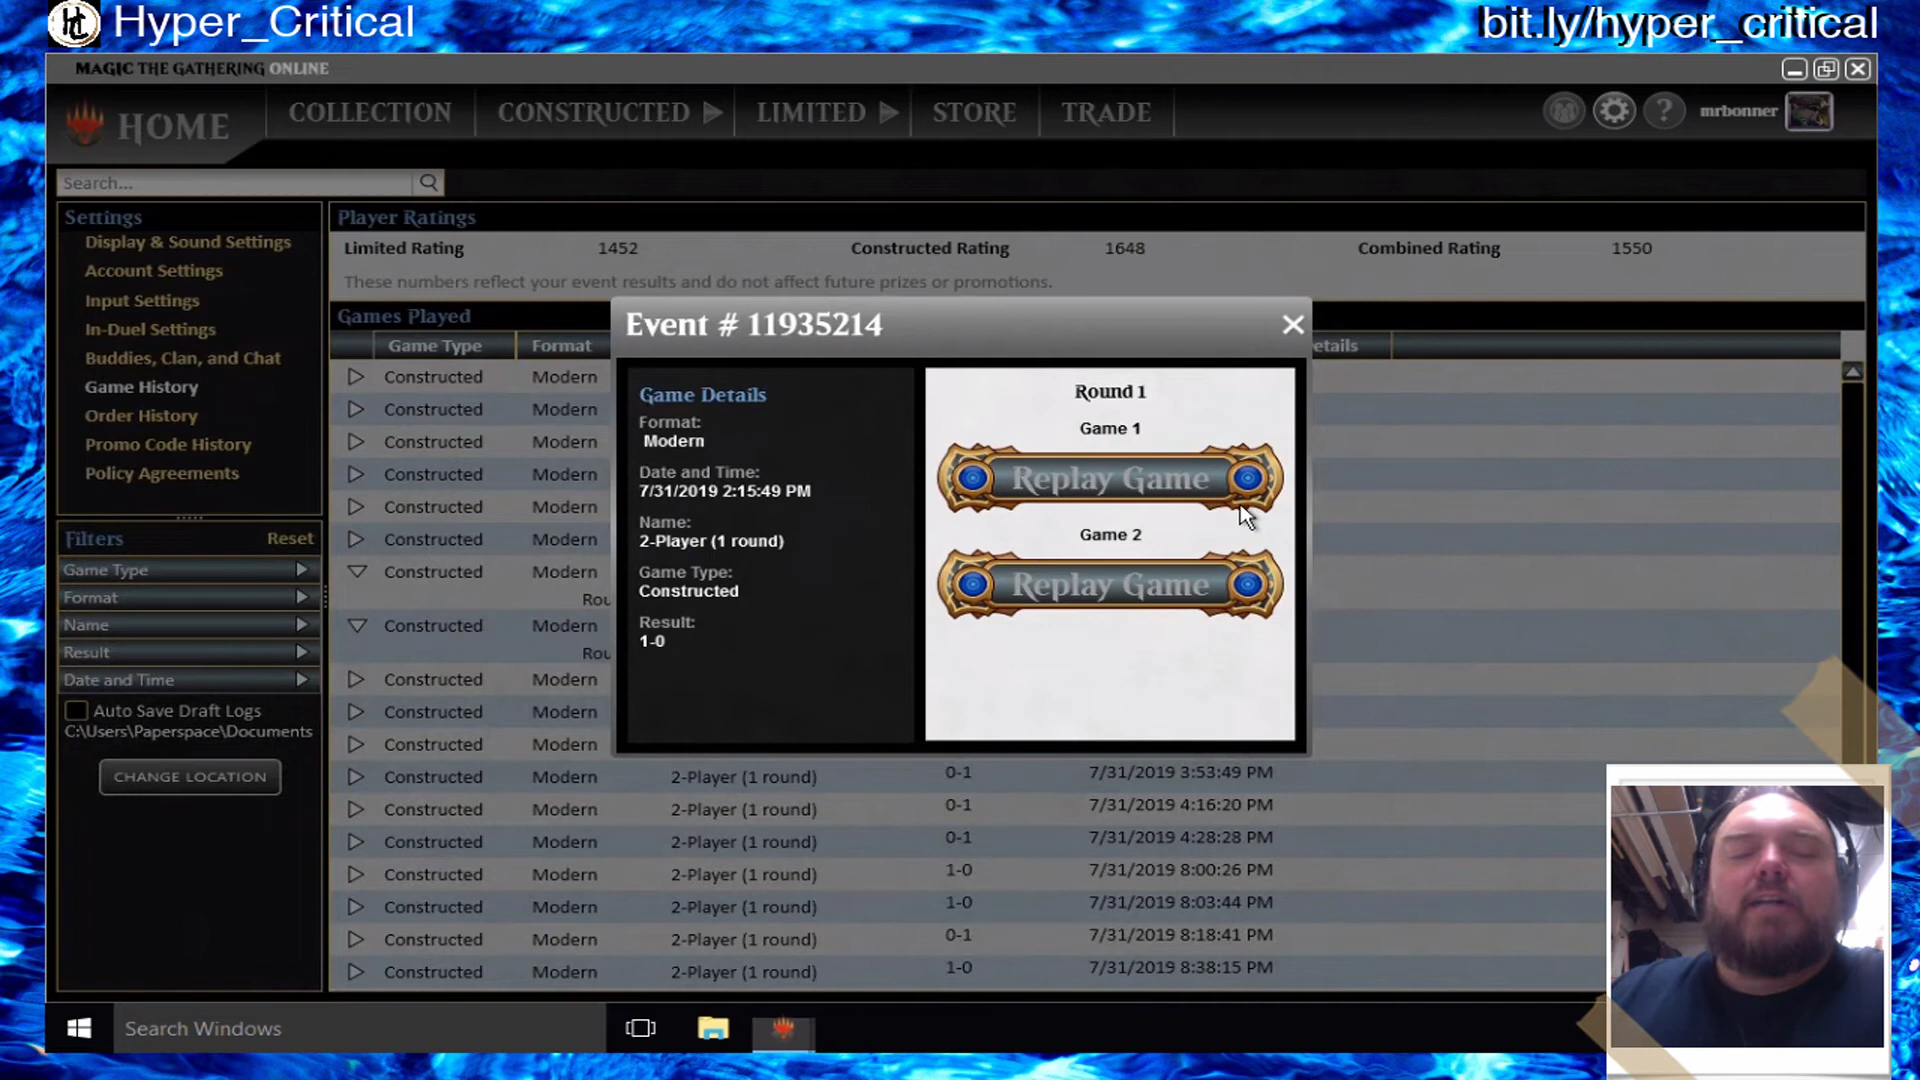 Hyper_Critical
bit.ly/hyper_critical
MAGIC THE GATHERING ONLINE
HOME
COLLECTION
CONSTRUCTED
LIMITED
STORE
TRADE
?
mrbonner
Search...
Settings
Display & Sound Settings
Account Settings
Input Settings
In-Duel Settings
Buddies, Clan, and Chat
Game History
Order History
Promo Code History
Policy Agreements
Filters Reset
Game Type
Format
Name
Result
Date and Time
Auto Save Draft Logs
C:\Users\Paperspace\Documents
CHANGE LOCATION
Player Ratings
Limited Rating 1452 Constructed Rating 1648 Combined Rating 1550
These numbers reflect your event results and do not affect future prizes or promotions.
Games Played
Game Type Format etails
Constructed Modern
Constructed Modern
Constructed Modern
Constructed Modern
Constructed Modern
Constructed Modern
Constructed Modern
Rou
Constructed Modern
Rou
Constructed Modern
Constructed Modern
Constructed Modern
Constructed Modern 2-Player (1 round) 0-1 7/31/2019 3:53:49 PM
Constructed Modern 2-Player (1 round) 0-1 7/31/2019 4:16:20 PM
Constructed Modern 2-Player (1 round) 0-1 7/31/2019 4:28:28 PM
Constructed Modern 2-Player (1 round) 1-0 7/31/2019 8:00:26 PM
Constructed Modern 2-Player (1 round) 1-0 7/31/2019 8:03:44 PM
Constructed Modern 2-Player (1 round) 0-1 7/31/2019 8:18:41 PM
Constructed Modern 2-Player (1 round) 1-0 7/31/2019 8:38:15 PM
Event # 11935214
Game Details
Format:
Modern
Date and Time:
7/31/2019 2:15:49 PM
Name:
2-Player (1 round)
Game Type:
Constructed
Result:
1-0
Round 1
Game 1
Replay Game
Game 2
Replay Game
Search Windows